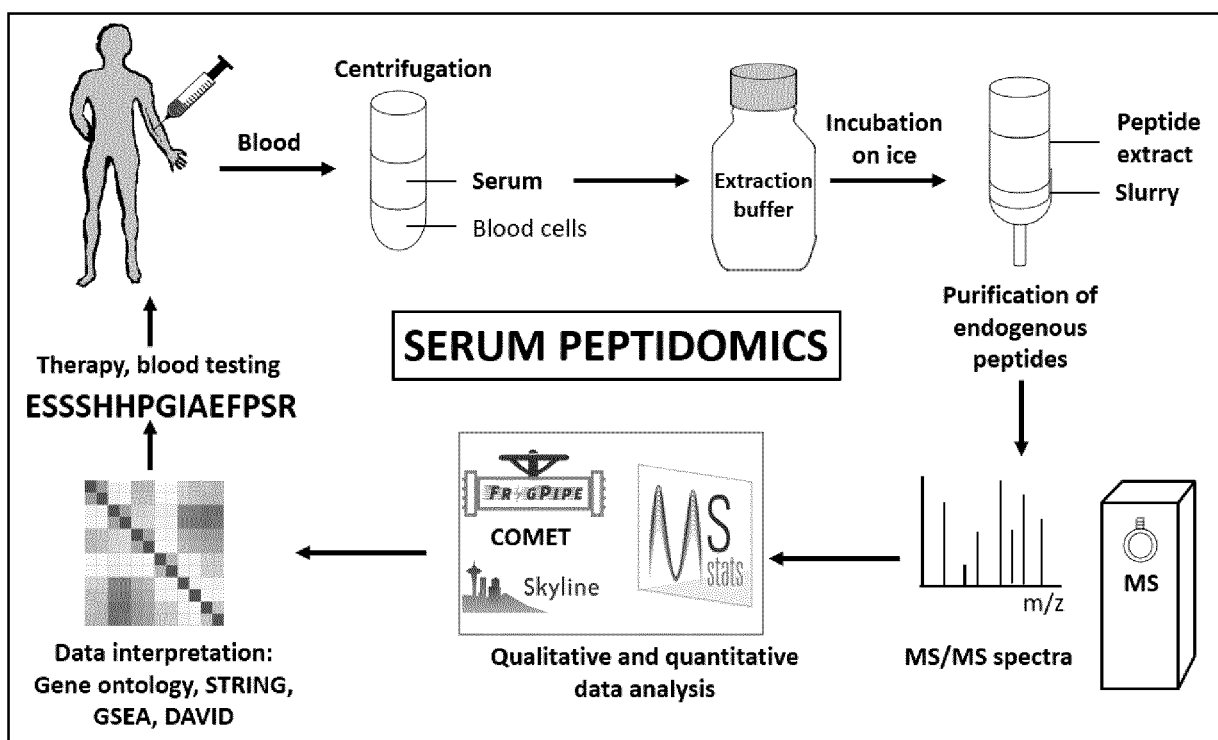 Centrifugation
Blood
Serum
Blood cells
Extraction
buffer
Incubation
on ice
Peptide
extract
Slurry
Purification of
endogenous
peptides
SERUM PEPTIDOMICS
Therapy, blood testing
ESSSHHPGIAEFPSR
FRAGPIPE
COMET
Skyline
MS
stats
m/z
MS
MS/MS spectra
Qualitative and quantitative
data analysis
Data interpretation:
Gene ontology, STRING,
GSEA, DAVID